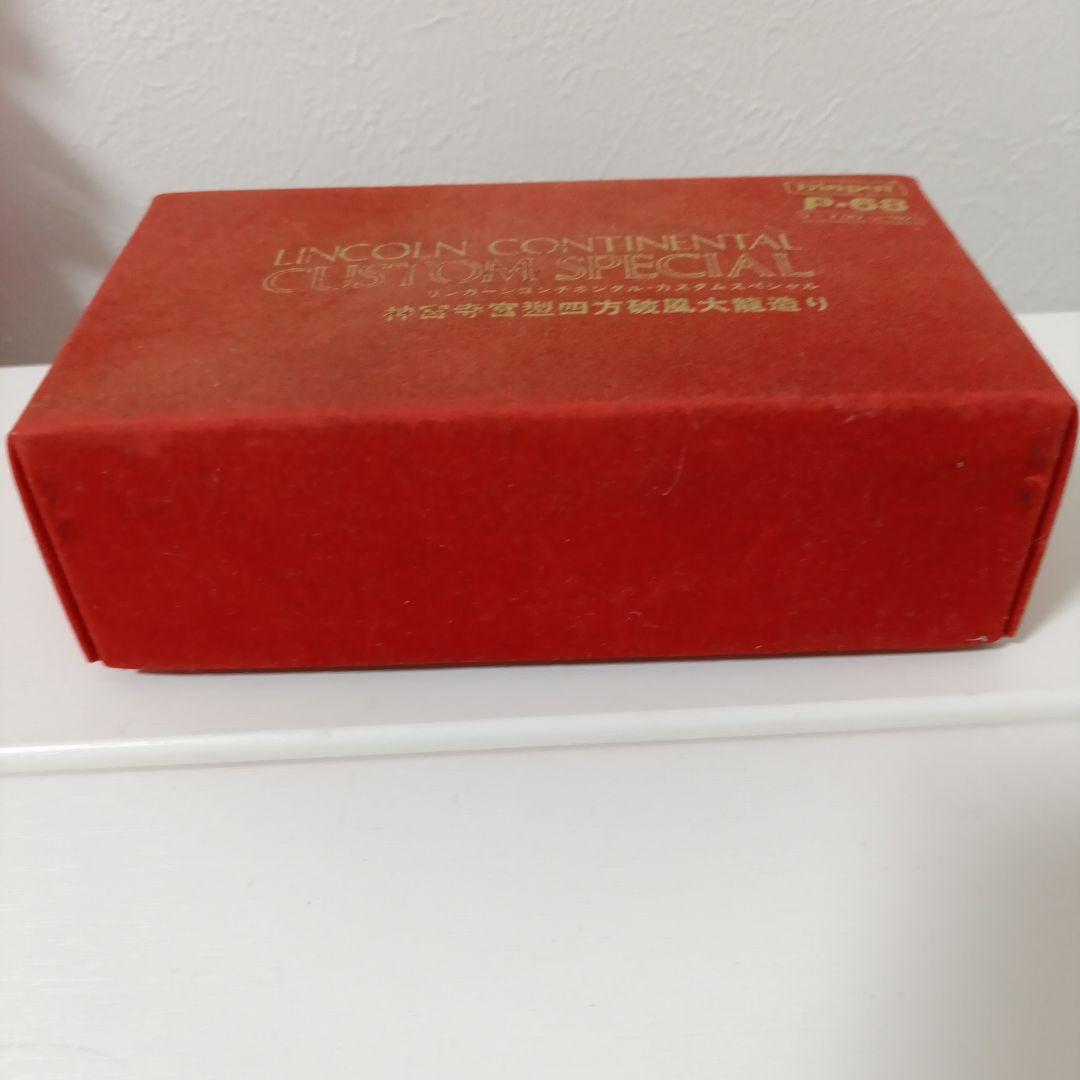 P-68
LINCOLN CONTINENTAL
CUSTOM SPECIAL
リンカーンコンチネンタル・カスタムスペシャル
神宮寺宮型四方破風大龍造り